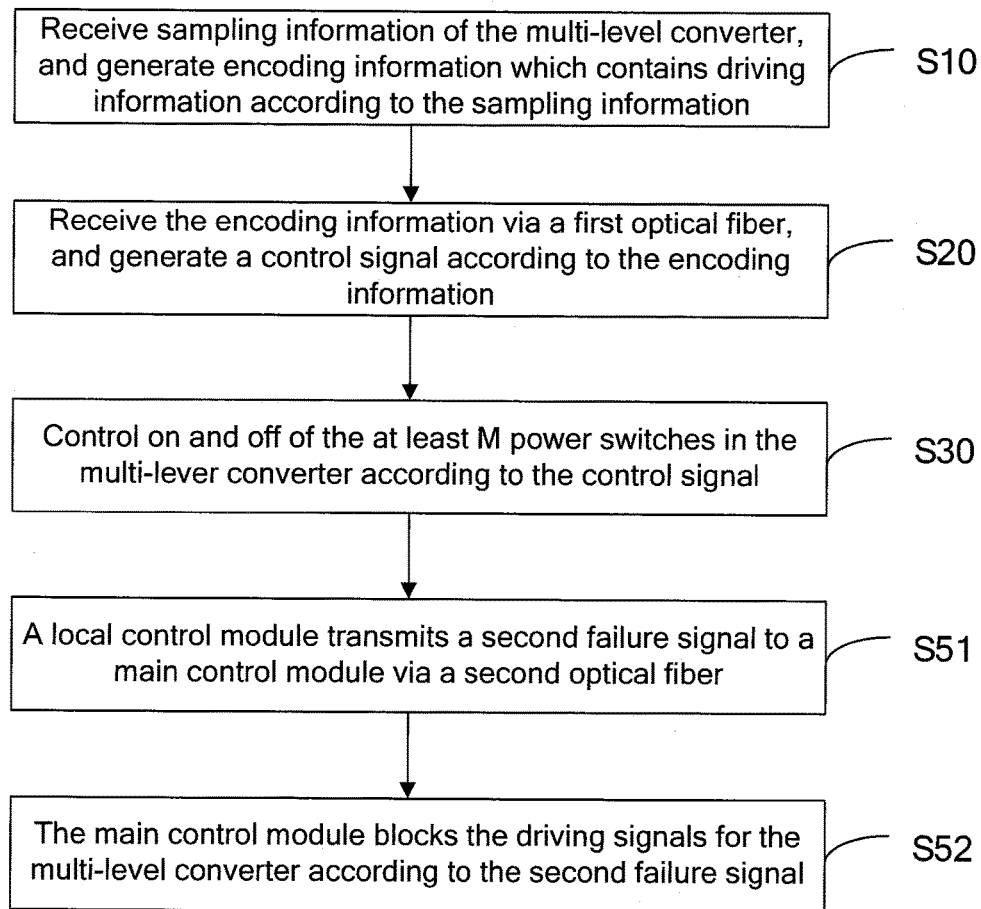 Receive sampling information of the multi-level converter,
and generate encoding information which contains driving
information according to the sampling information
S10
Receive the encoding information via a first optical fiber,
and generate a control signal according to the encoding
information
S20
Control on and off of the at least M power switches in the
multi-lever converter according to the control signal
S30
A local control module transmits a second failure signal to a
main control module via a second optical fiber
S51
The main control module blocks the driving signals for the
multi-level converter according to the second failure signal
S52